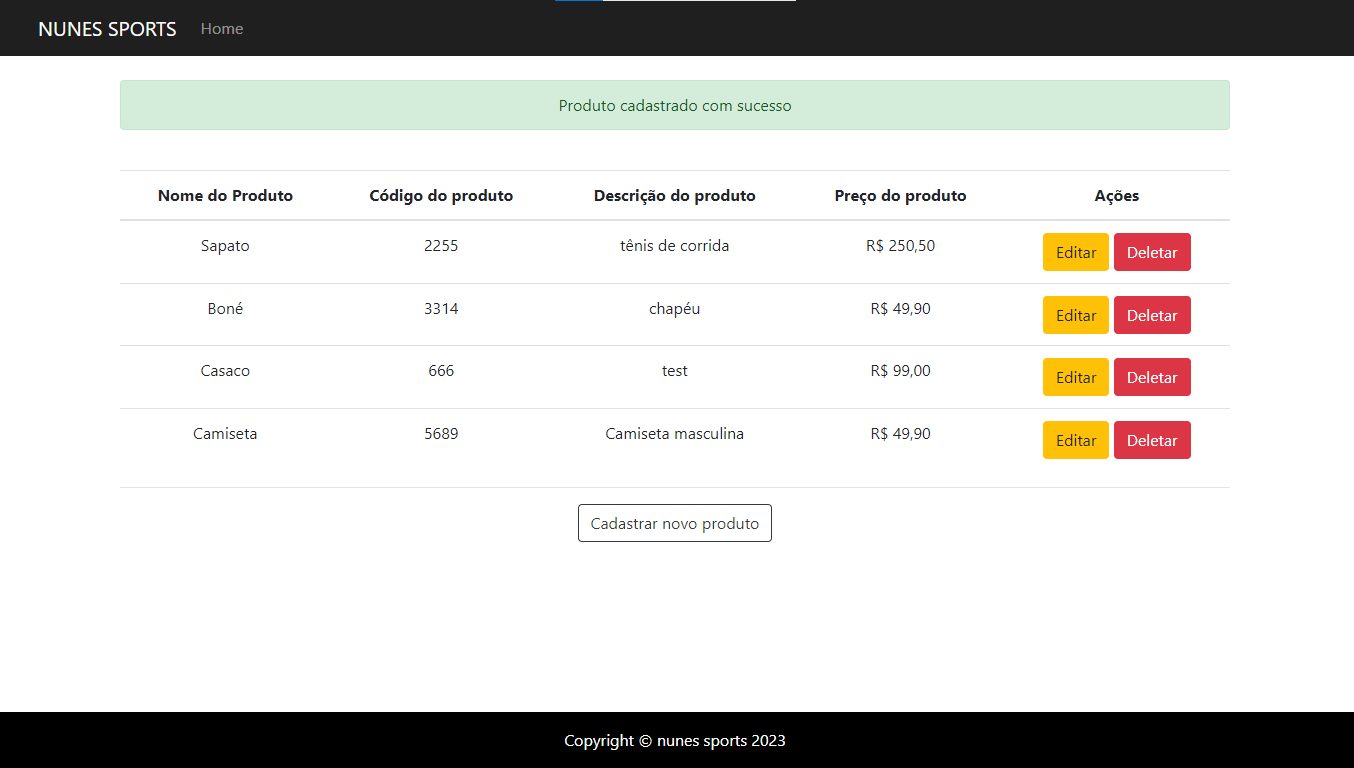 NUNES SPORTS Home
Produto cadastrado com sucesso
Nome do Produto Código do produto Descrição do produto Preço do produto Ações
Sapato 2255 tênis de corrida R$ 250,50 Editar Deletar
Boné 3314 chapéu R$ 49,90 Editar Deletar
Casaco 666 test R$ 99,00 Editar Deletar
Camiseta 5689 Camiseta masculina R$ 49,90 Editar Deletar
Cadastrar novo produto
Copyright © nunes sports 2023